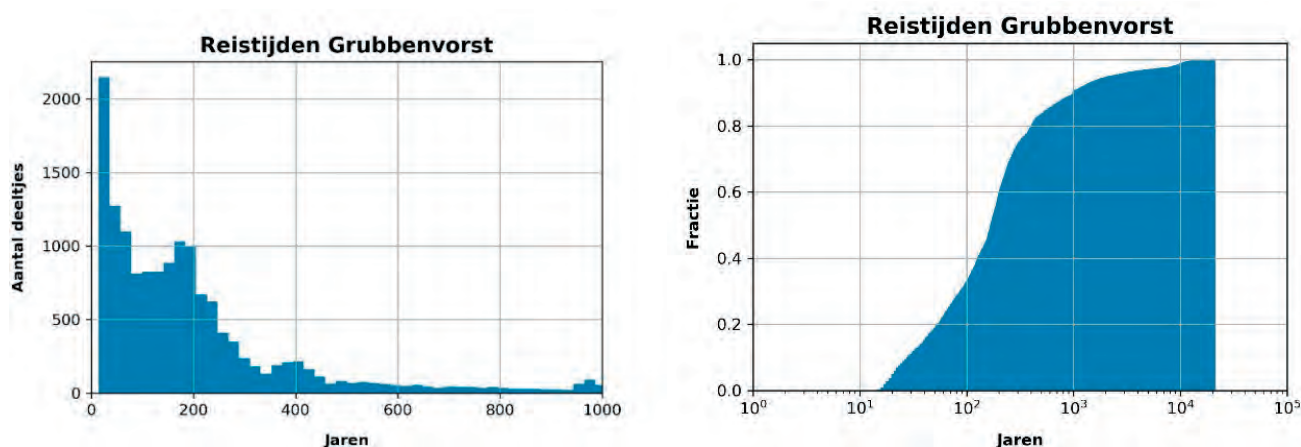 Reistijden Grubbenvorst
2000
1500
1000
500
0
Aantal deeltjes
0 200 400 600 800 1000
Jaren
Reistijden Grubbenvorst
1.0
0.8
0.6
0.4
0.2
0.0
Fractie
10⁰ 10¹ 10² 10³ 10⁴ 10⁵
Jaren